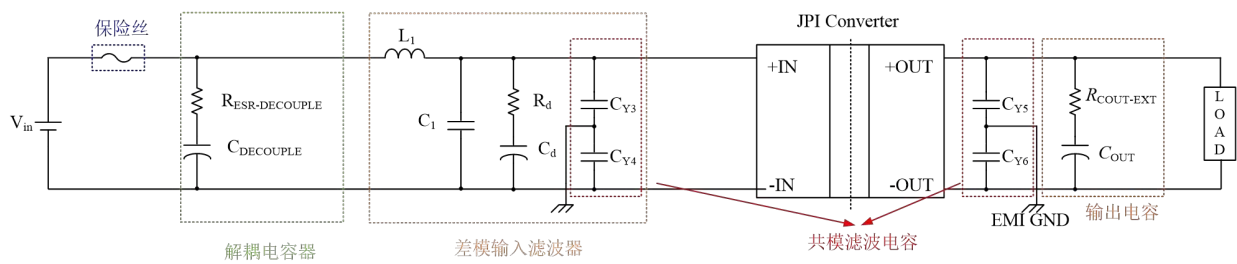 保险丝
JPI Converter
L1
+IN
+OUT
RESR-DECOUPLE
Rd
CY3
CY5
RCOUT-EXT
Vin
C1
LOAD
CDECOUPLE
Cd
CY4
CY6
COUT
-IN
-OUT
EMI GND
输出电容
解耦电容器
差模输入滤波器
共模滤波电容